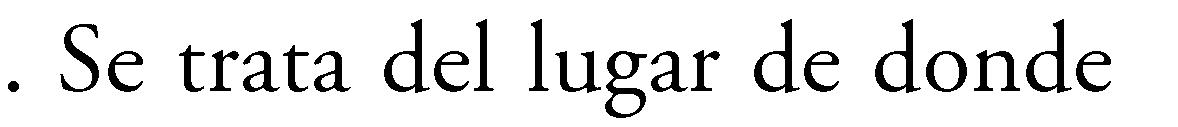 . Se trata del lugar de donde